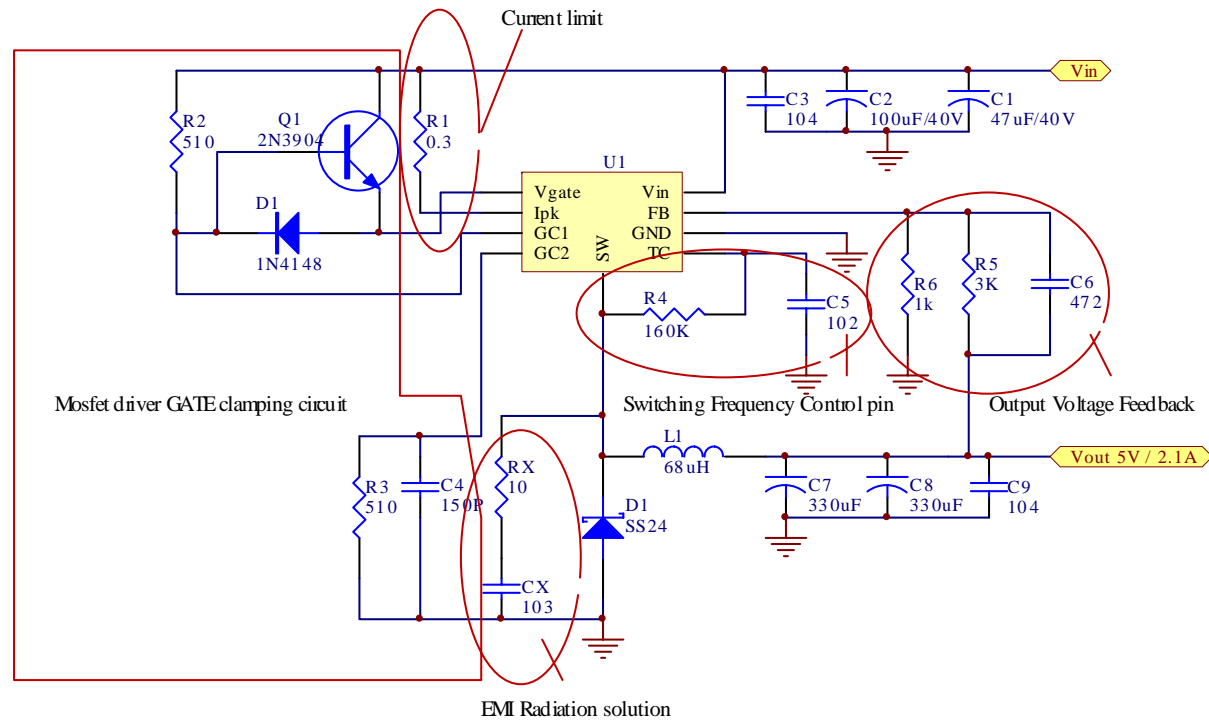 Current limit
Vin
R2
510
Q1
2N3904
R1
0.3
C3
104
C2
100uF/40V
C1
47uF/40V
U1
D1
1N4148
Vgate
Ipk
GC1
GC2
SW
Vin
FB
GND
TC
R4
160K
C5
102
R6
1k
R5
3K
C6
472
Mosfet driver GATE clamping circuit
Switching Frequency Control pin
Output Voltage Feedback
R3
510
C4
150P
RX
10
CX
103
L1
68uH
D1
SS24
C7
330uF
C8
330uF
C9
104
Vout 5V / 2.1A
EMI Radiation solution